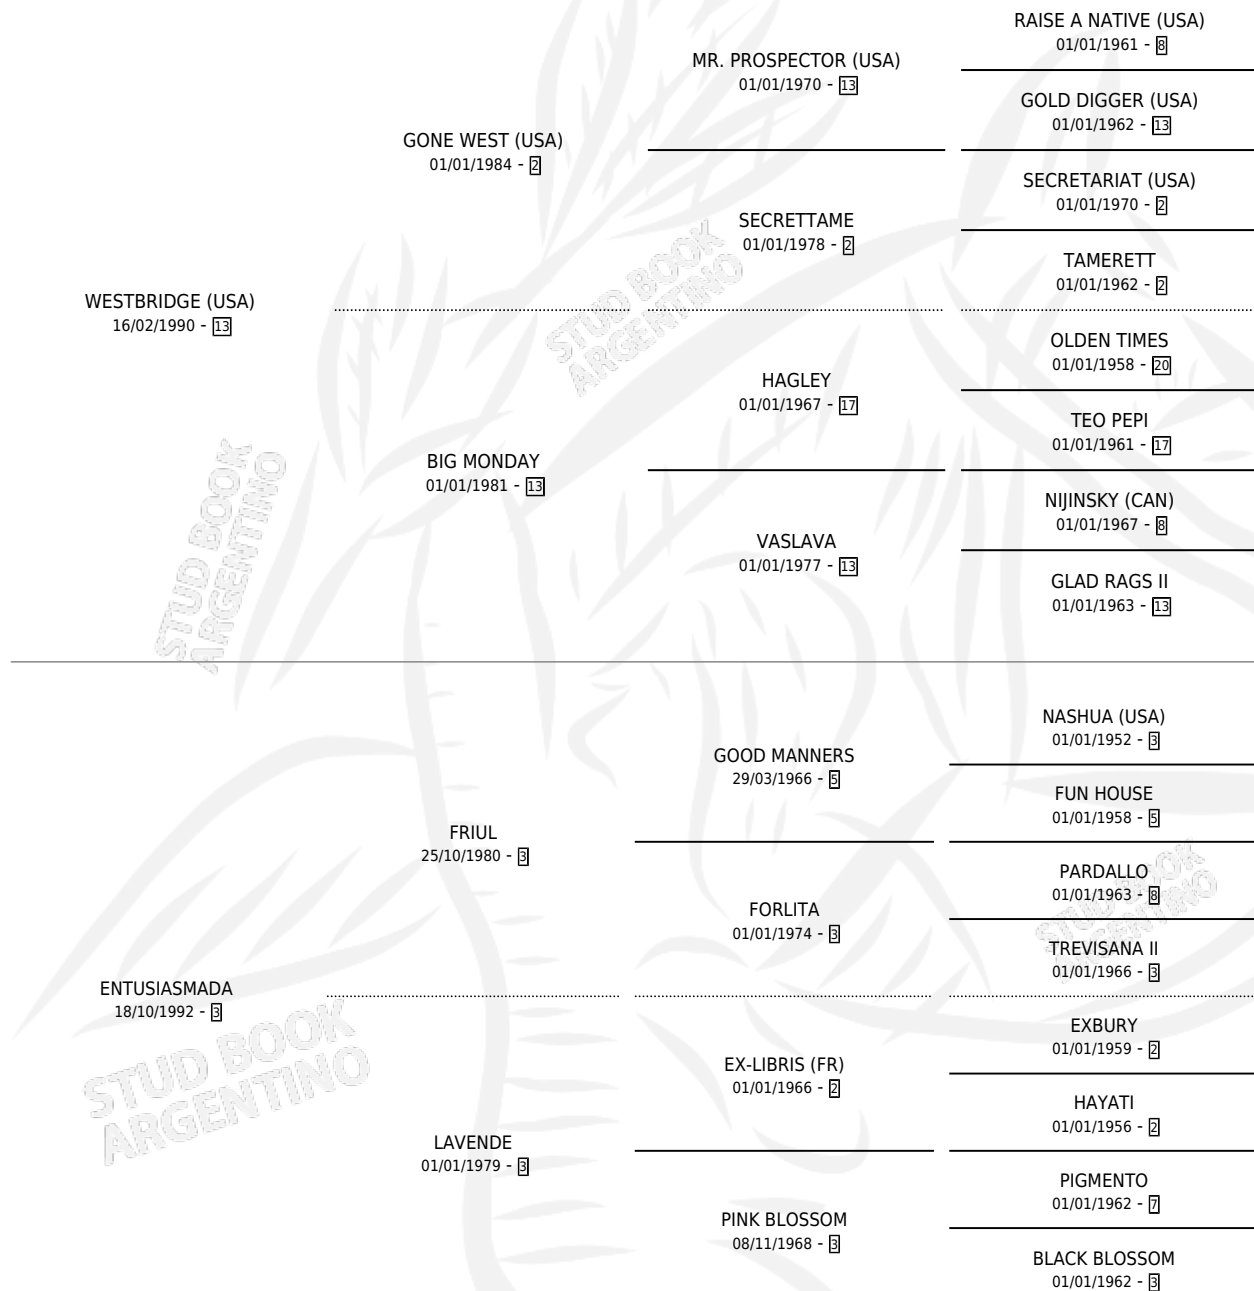 RAISE A NATIVE (USA)
01/01/1961 - 8
MR. PROSPECTOR (USA)
01/01/1970 - 13
GOLD DIGGER (USA)
01/01/1962 - 13
GONE WEST (USA)
01/01/1984 - 2
SECRETARIAT (USA)
01/01/1970 - 2
SECRETTAME
01/01/1978 - 2
TAMERETT
01/01/1962 - 2
WESTBRIDGE (USA)
16/02/1990 - 13
OLDEN TIMES
01/01/1958 - 20
HAGLEY
01/01/1967 - 17
TEO PEPI
01/01/1961 - 17
BIG MONDAY
01/01/1981 - 13
NIJINSKY (CAN)
01/01/1967 - 8
VASLAVA
01/01/1977 - 13
GLAD RAGS II
01/01/1963 - 13
NASHUA (USA)
01/01/1952 - 3
GOOD MANNERS
29/03/1966 - 5
FUN HOUSE
01/01/1958 - 5
FRIUL
25/10/1980 - 3
PARDALLO
01/01/1963 - 8
FORLITA
01/01/1974 - 3
TREVISANA II
01/01/1966 - 3
ENTUSIASMADA
18/10/1992 - 3
EXBURY
01/01/1959 - 2
EX-LIBRIS (FR)
01/01/1966 - 2
HAYATI
01/01/1956 - 2
LAVENDE
01/01/1979 - 3
PIGMENTO
01/01/1962 - 7
PINK BLOSSOM
08/11/1968 - 3
BLACK BLOSSOM
01/01/1962 - 3
STUD BOOK
ARGENTINO
STUD BOOK
ARGENTINO
STUD BOOK
ARGENTINO
STUD BOOK
ARGENTINO